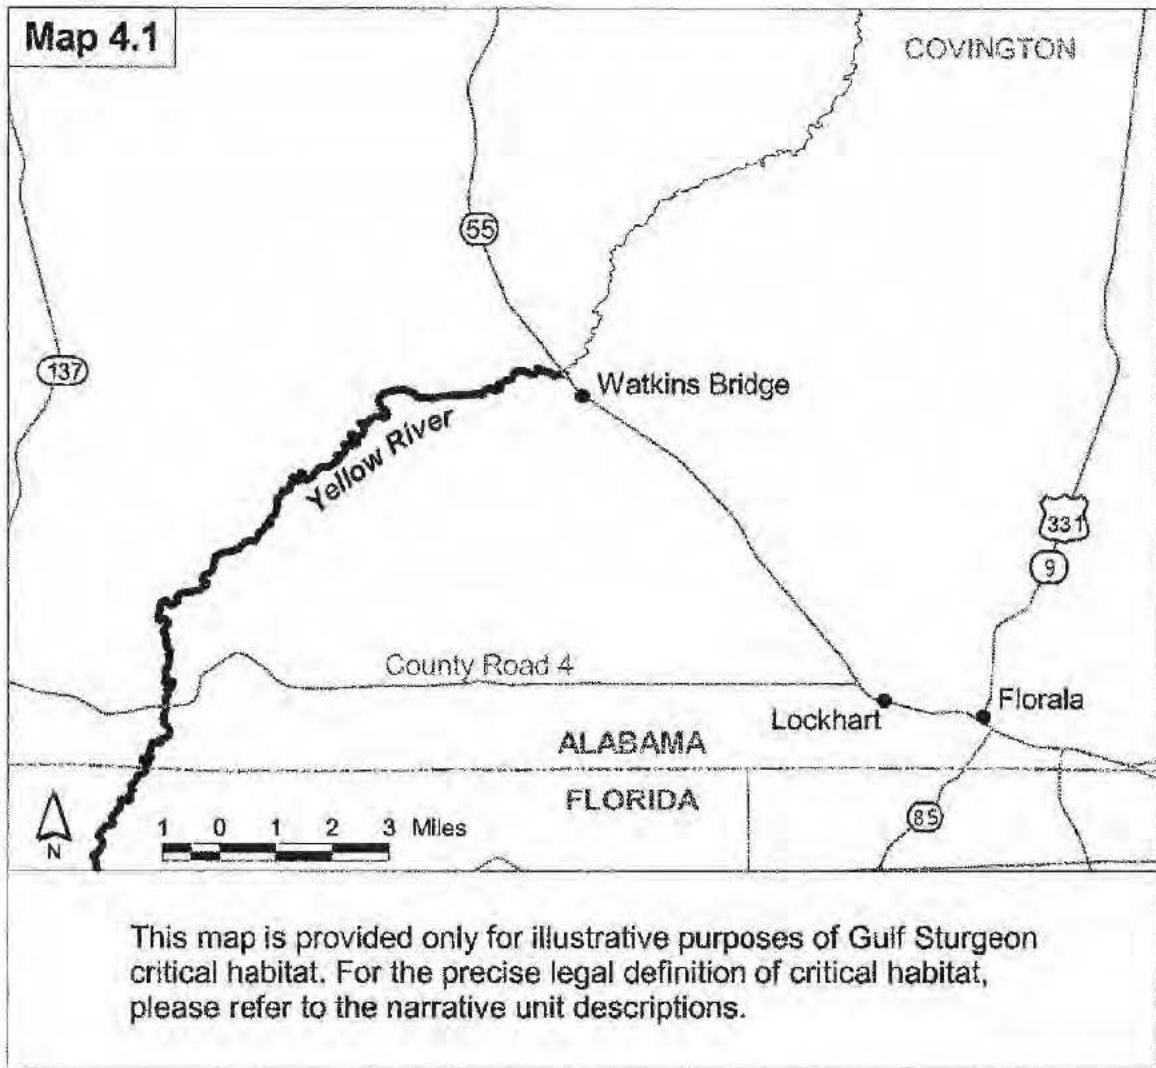 Map 4.1
COVINGTON
55
137
Watkins Bridge
Yellow River
331
9
County Road 4
Lockhart
Florala
ALABAMA
FLORIDA
85
N
1 0 1 2 3 Miles
This map is provided only for illustrative purposes of Gulf Sturgeon
critical habitat. For the precise legal definition of critical habitat,
please refer to the narrative unit descriptions.